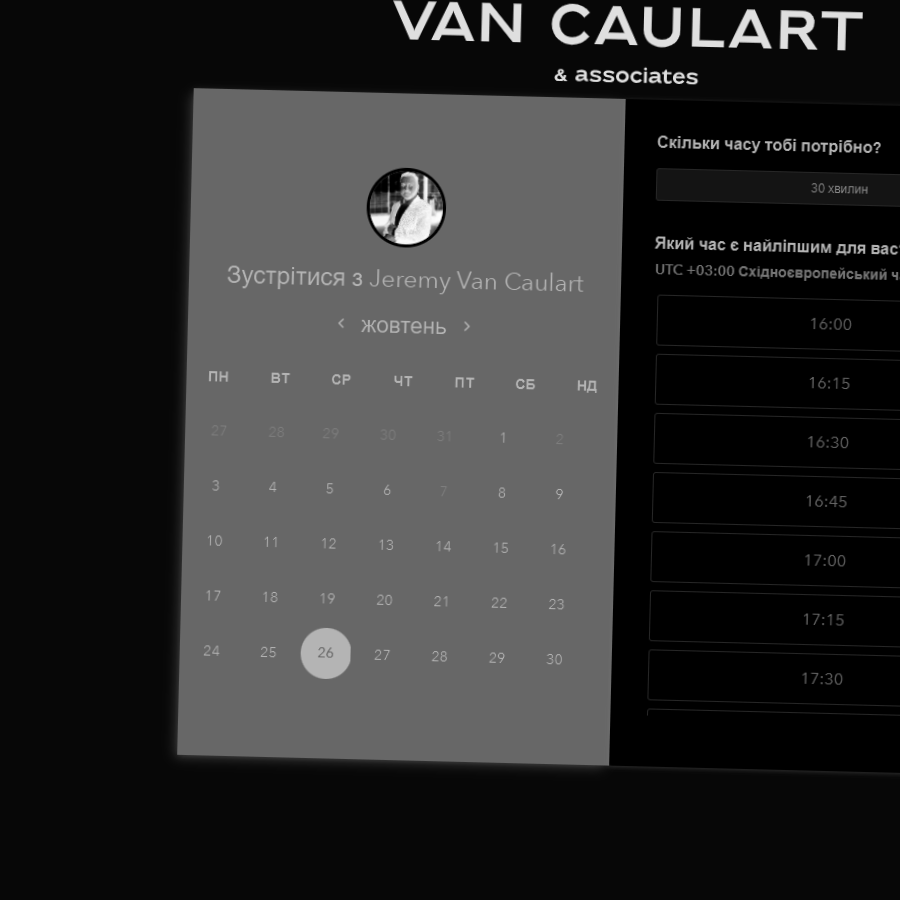 VAN CAULART
& associates
Зустрітися з Jeremy Van Caulart
жовтень
ПН ВТ СР ЧТ ПТ СБ НД
27 28 29 30 31 1 2
3 4 5 6 7 8 9
10 11 12 13 14 15 16
17 18 19 20 21 22 23
24 25 26 27 28 29 30
Скільки часу тобі потрібно?
30 хвилин
Який час є найліпшим для вас
UTC +03:00 Східноєвропейський
16:00
16:15
16:30
16:45
17:00
17:15
17:30